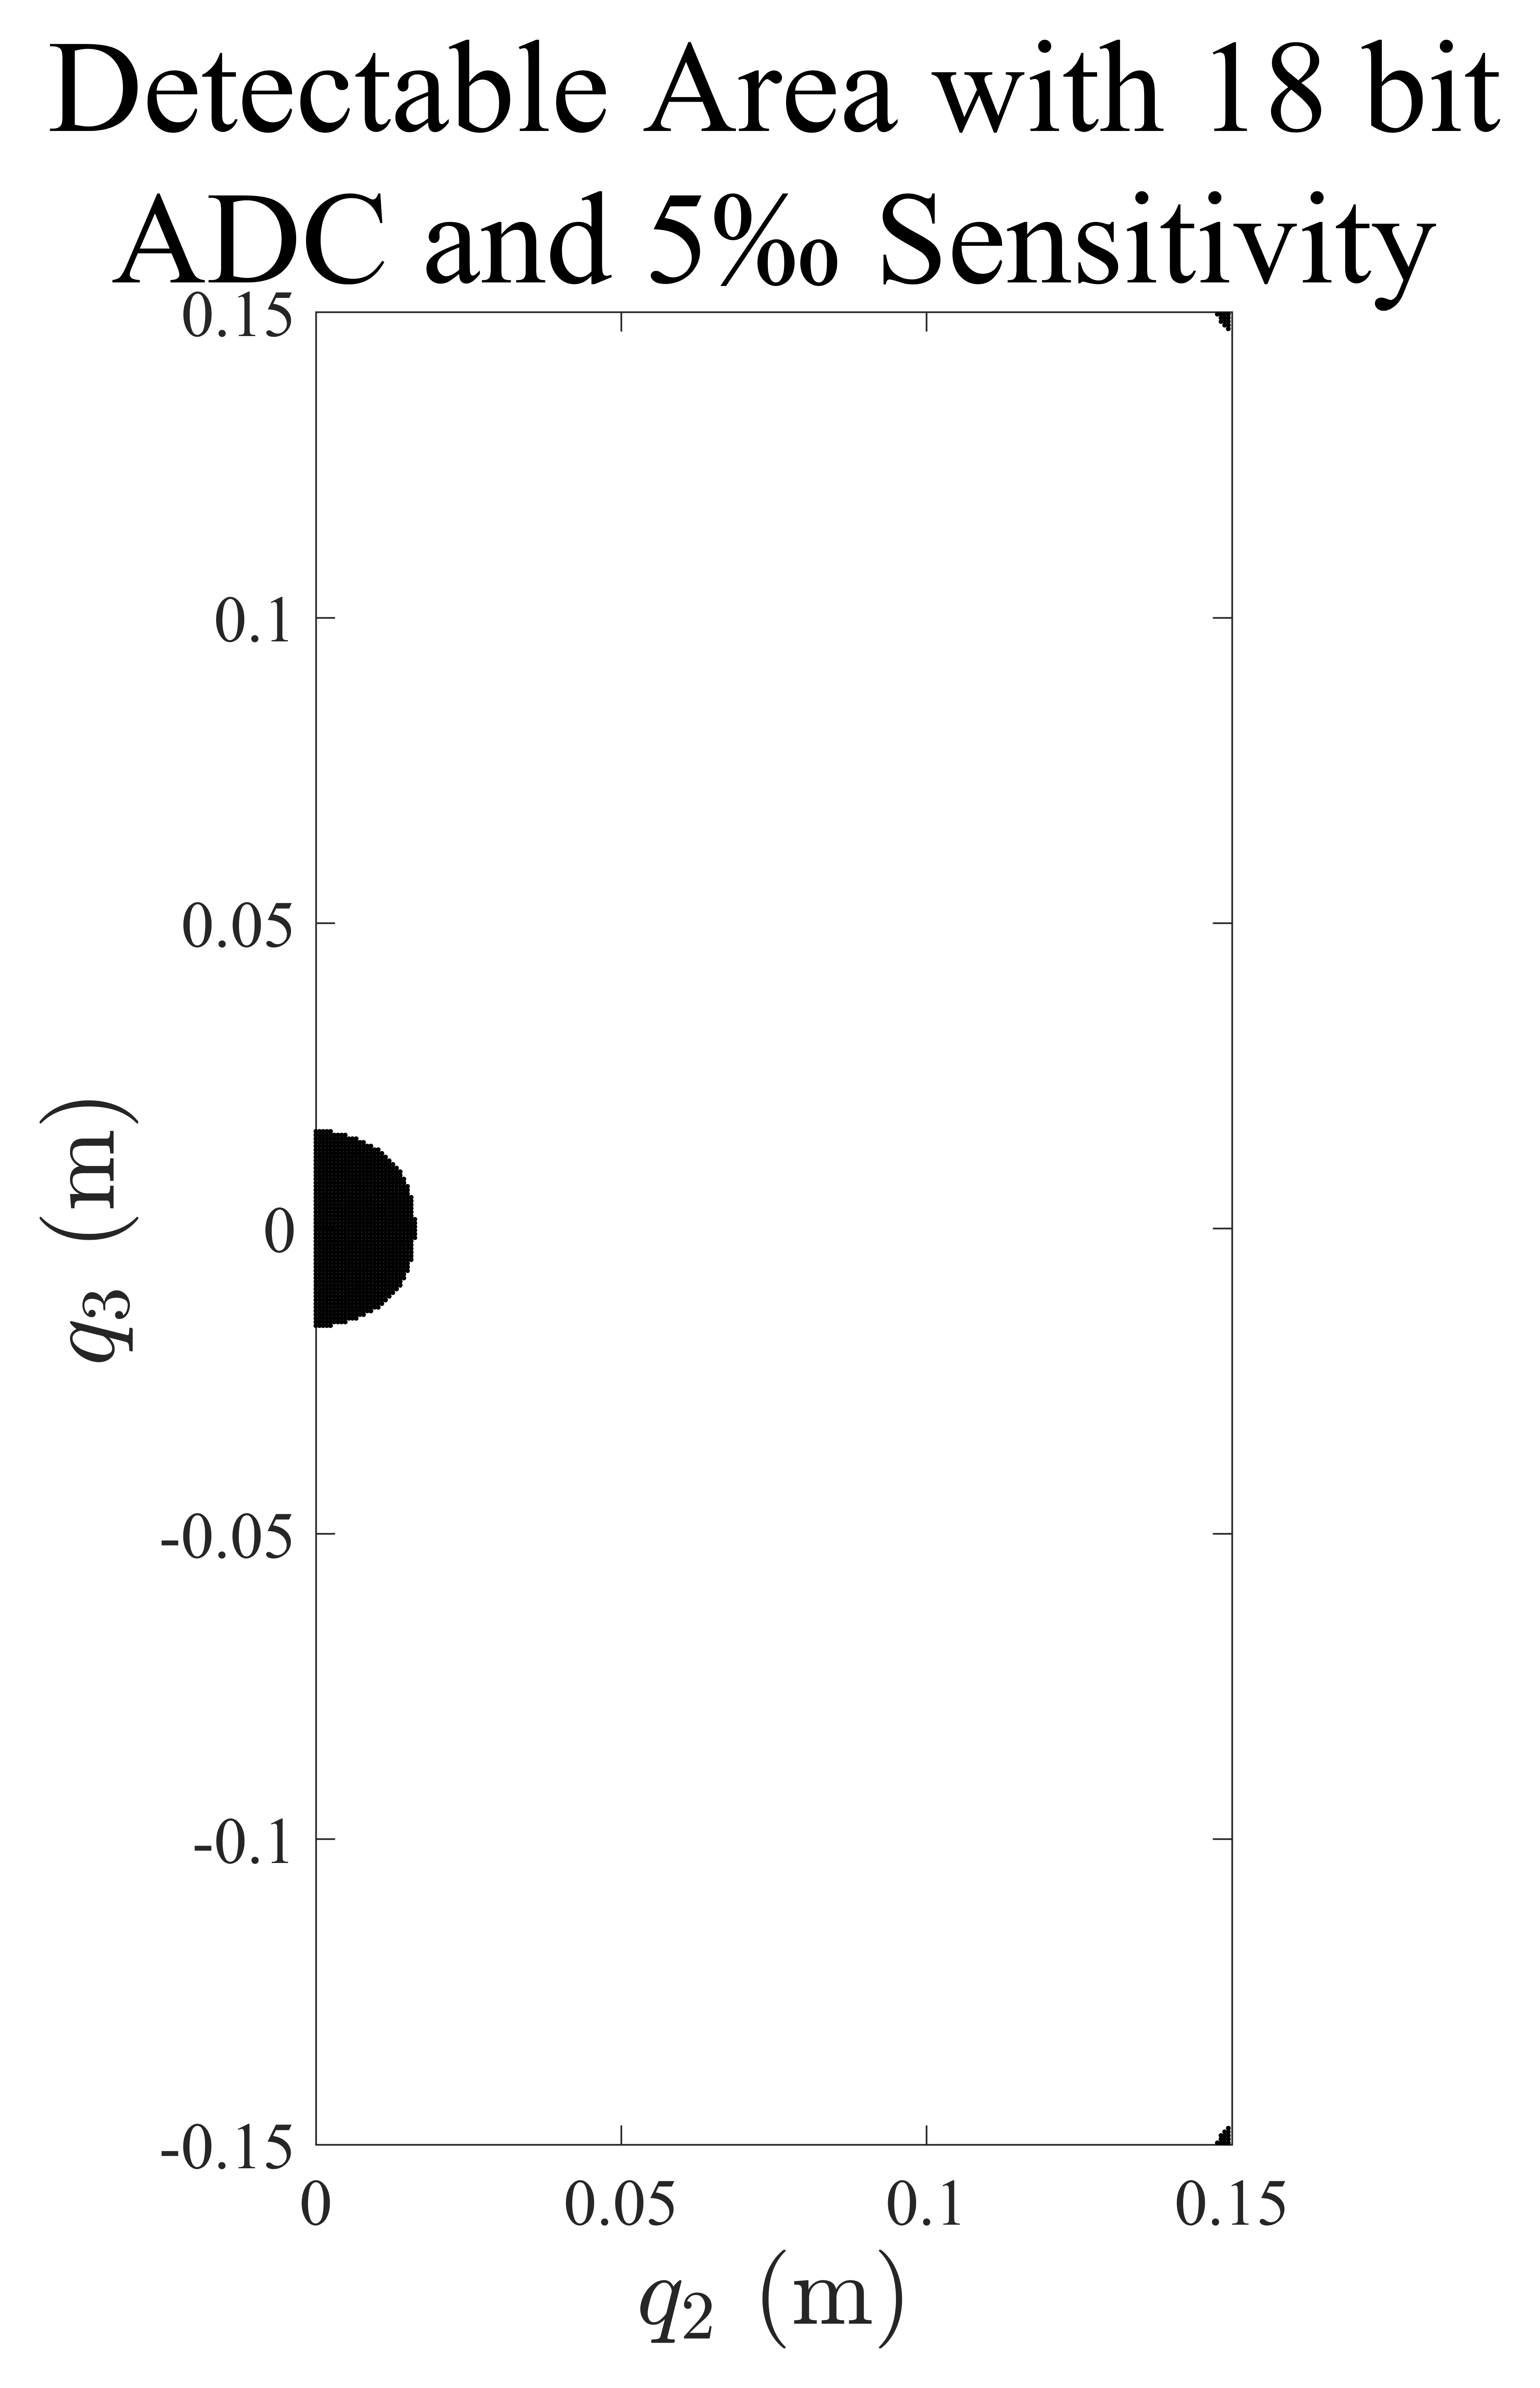 Detectable Area with 18 bit
ADC and 5‰ Sensitivity
0.15
0.1
0.05
0
-0.05
-0.1
-0.15
q3 (m)
0 0.05 0.1 0.15
q2 (m)